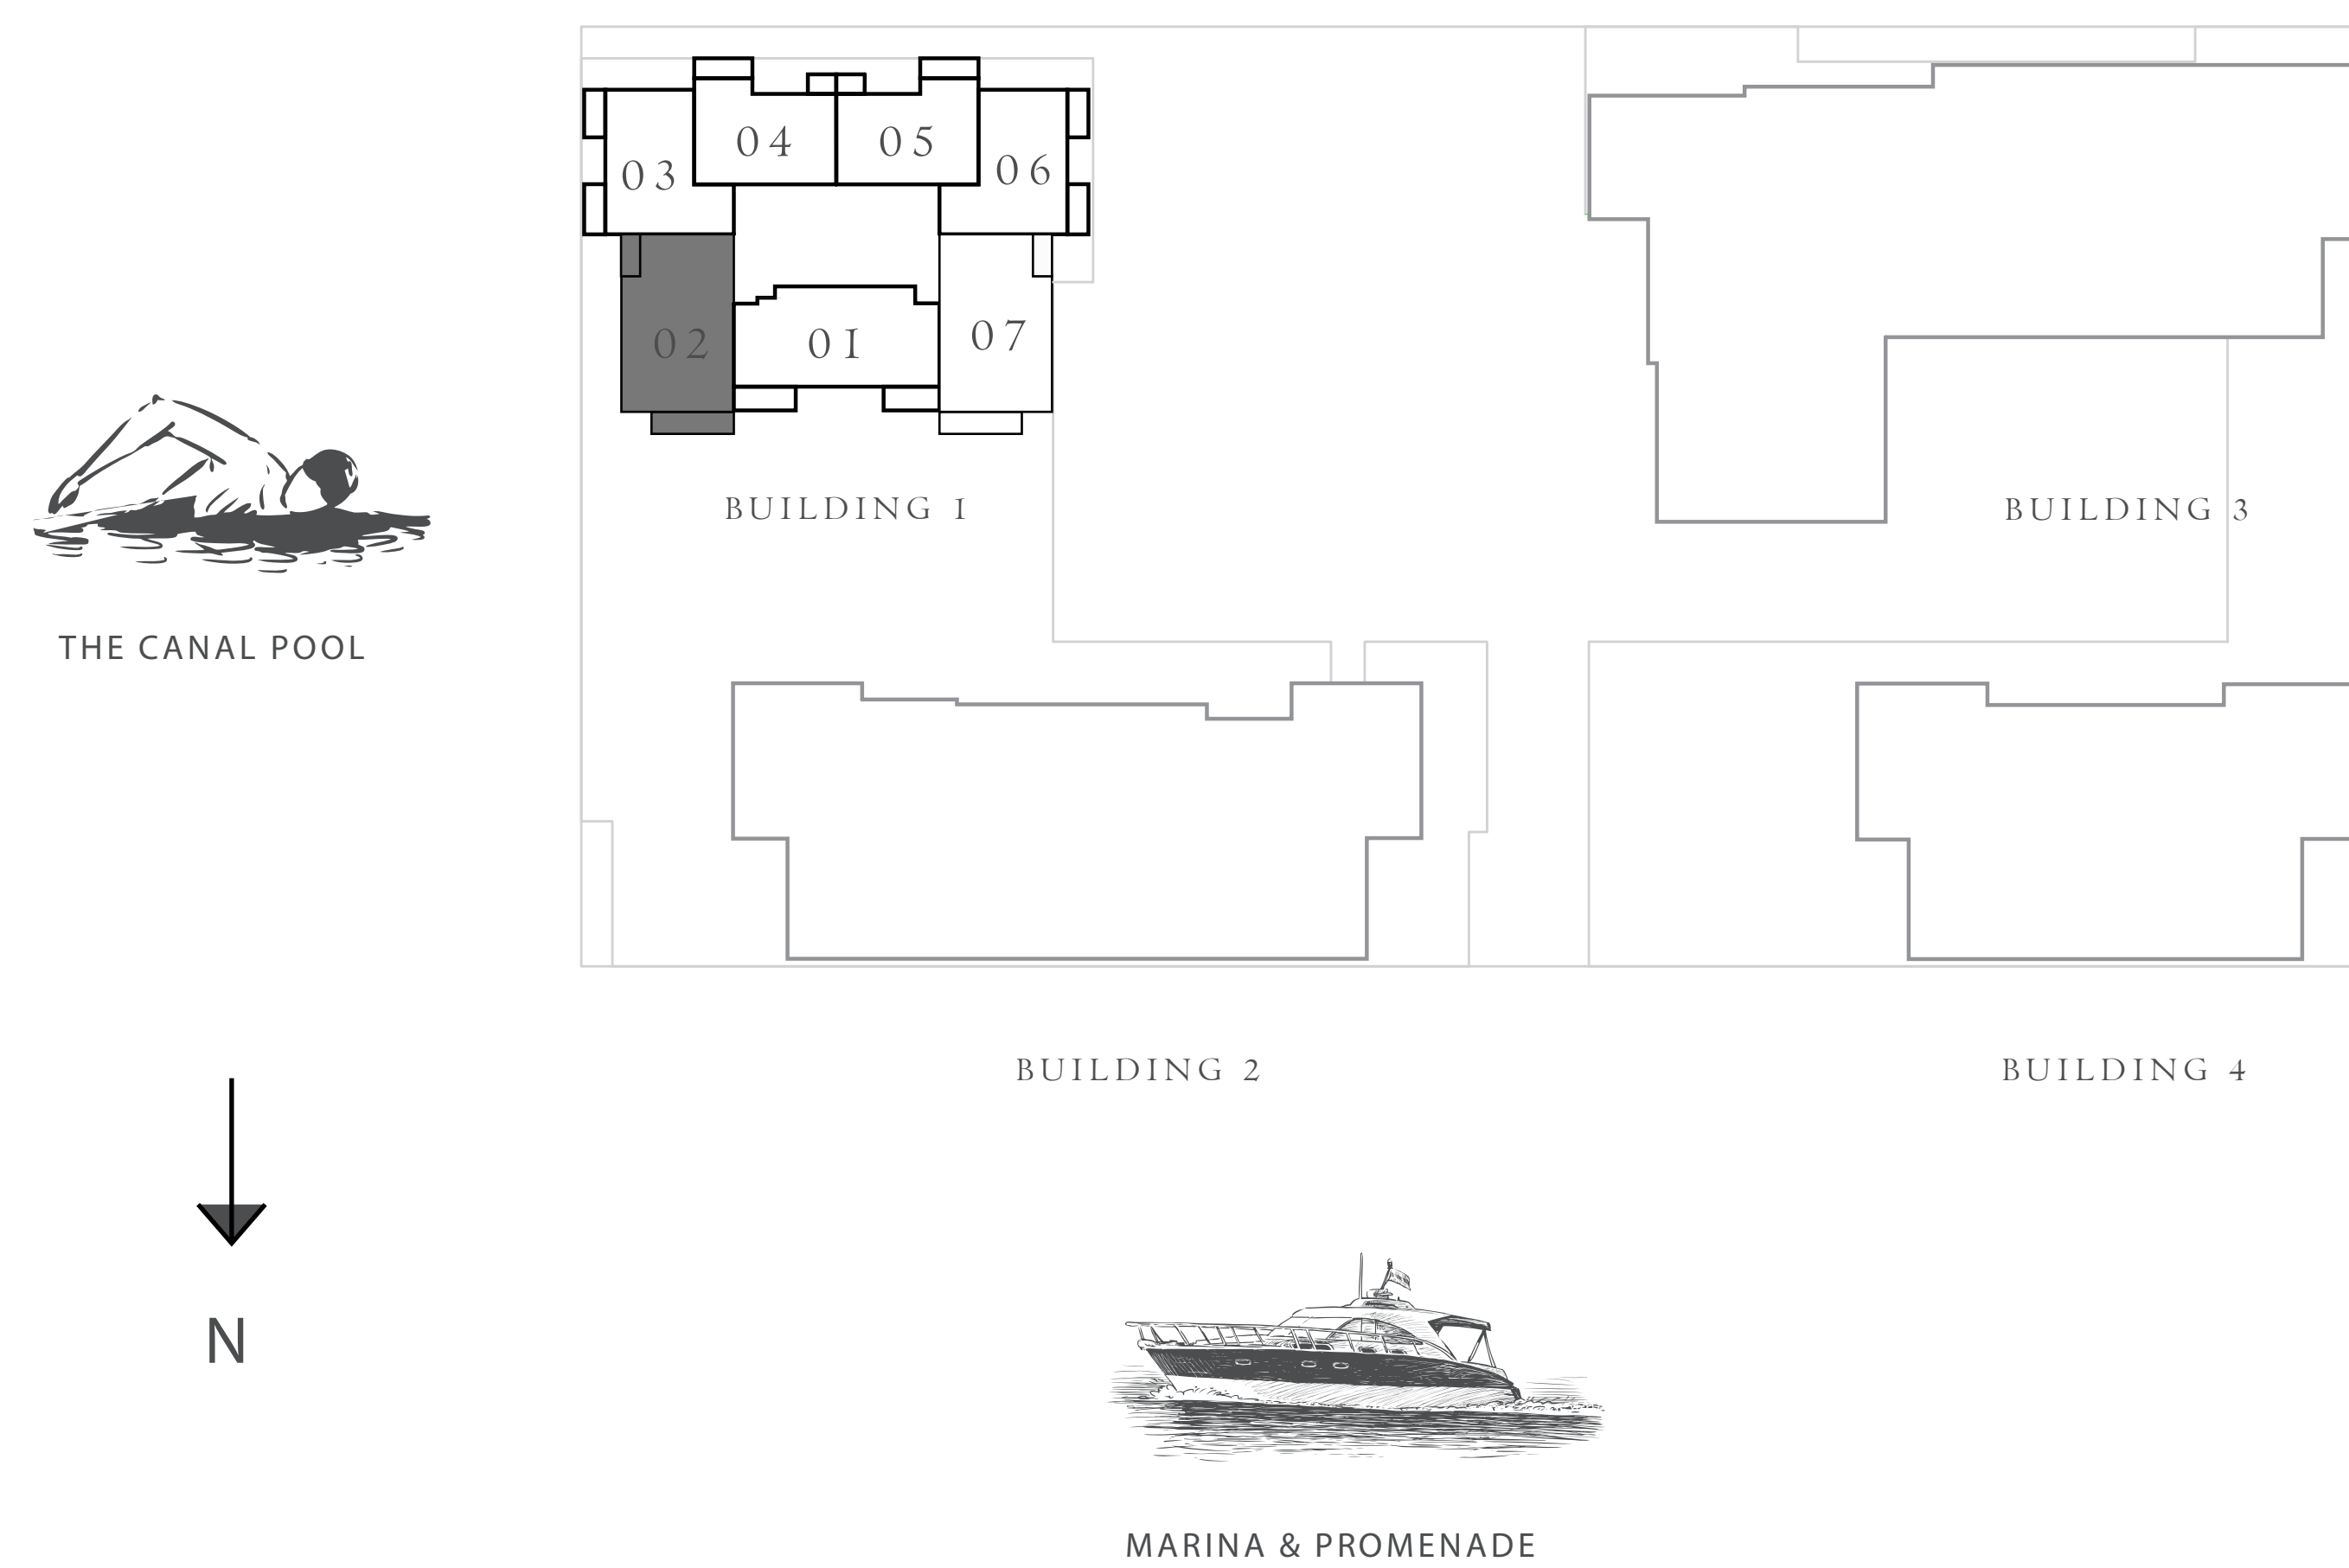 04
05
03
06
02
01
07
BUILDING 1
BUILDING 3
THE CANAL POOL
BUILDING 2
BUILDING 4
N
MARINA & PROMENADE